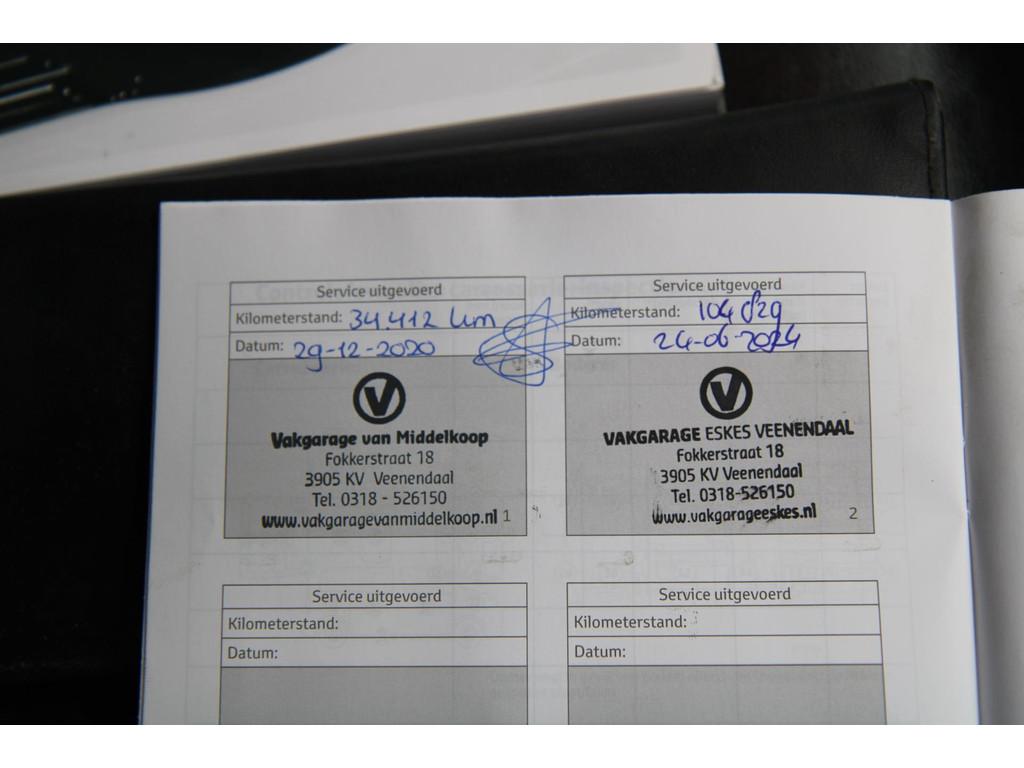 Service uitgevoerd
Kilometerstand: 34.412 km
Datum: 29-12-2020
V
Vakgarage van Middelkoop
Fokkerstraat 18
3905 KV Veenendaal
Tel. 0318 - 526150
www.vakgaragevanmiddelkoop.nl 1
Service uitgevoerd
Kilometerstand: 104 829
Datum: 24-06-2024
V
VAKGARAGE ESKES VEENENDAAL
Fokkerstraat 18
3905 KV Veenendaal
Tel. 0318-526150
www.vakgarageeskes.nl 2
Service uitgevoerd
Kilometerstand:
Datum:
Service uitgevoerd
Kilometerstand:
Datum: